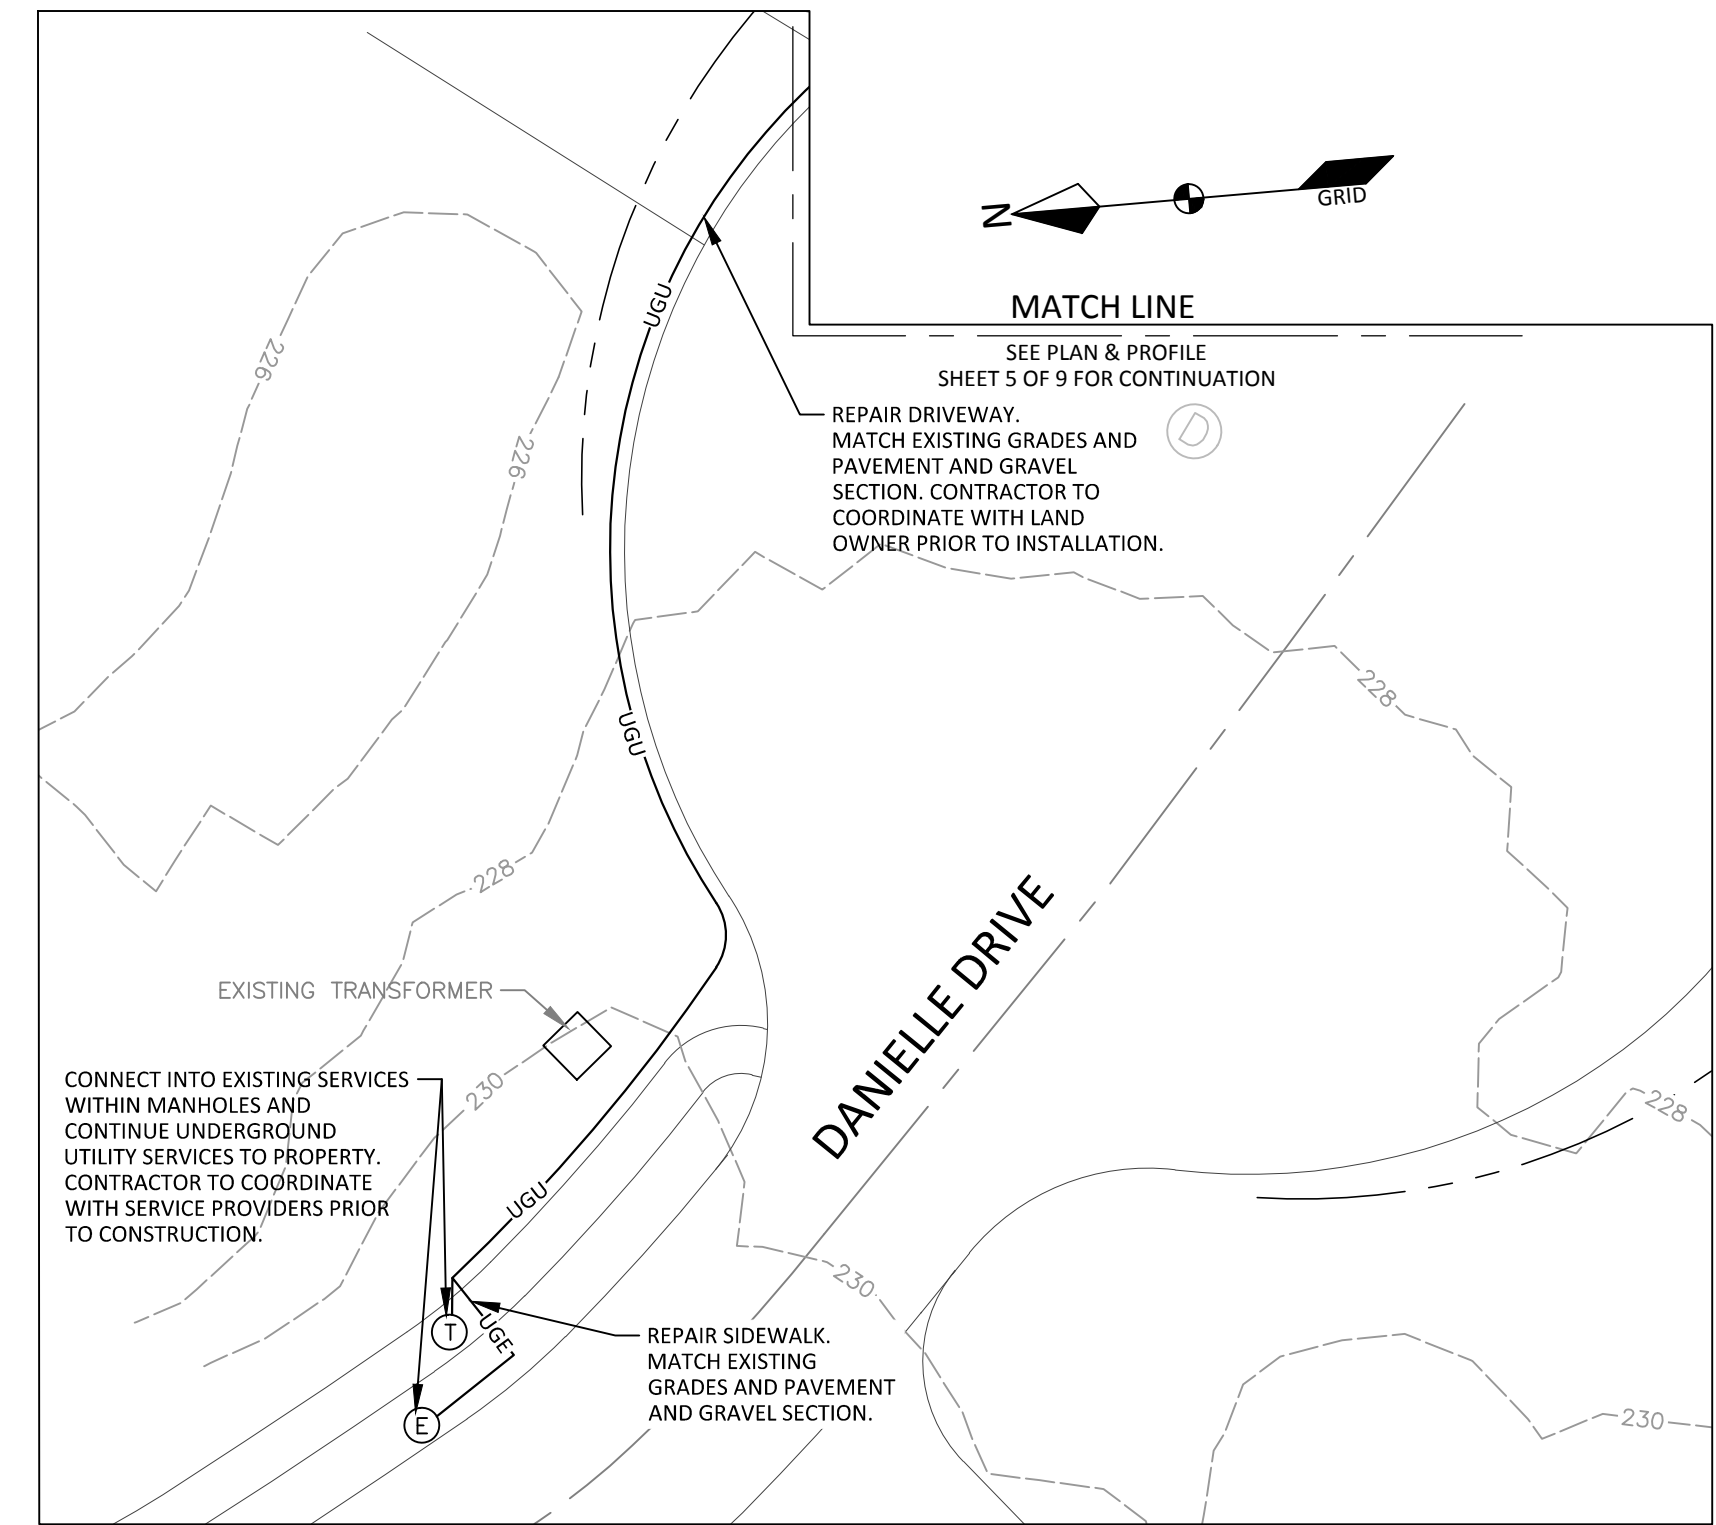 N
GRID
MATCH LINE
SEE PLAN & PROFILE
SHEET 5 OF 9 FOR CONTINUATION
D
REPAIR DRIVEWAY.
MATCH EXISTING GRADES AND
PAVEMENT AND GRAVEL
SECTION. CONTRACTOR TO
COORDINATE WITH LAND
OWNER PRIOR TO INSTALLATION.
UGU
226
226
228
UGU
228
DANIELLE DRIVE
EXISTING TRANSFORMER
230
CONNECT INTO EXISTING SERVICES
WITHIN MANHOLES AND
CONTINUE UNDERGROUND
UTILITY SERVICES TO PROPERTY.
CONTRACTOR TO COORDINATE
WITH SERVICE PROVIDERS PRIOR
TO CONSTRUCTION.
228
UGU
230
T
UGE
REPAIR SIDEWALK.
MATCH EXISTING
GRADES AND PAVEMENT
AND GRAVEL SECTION.
E
230